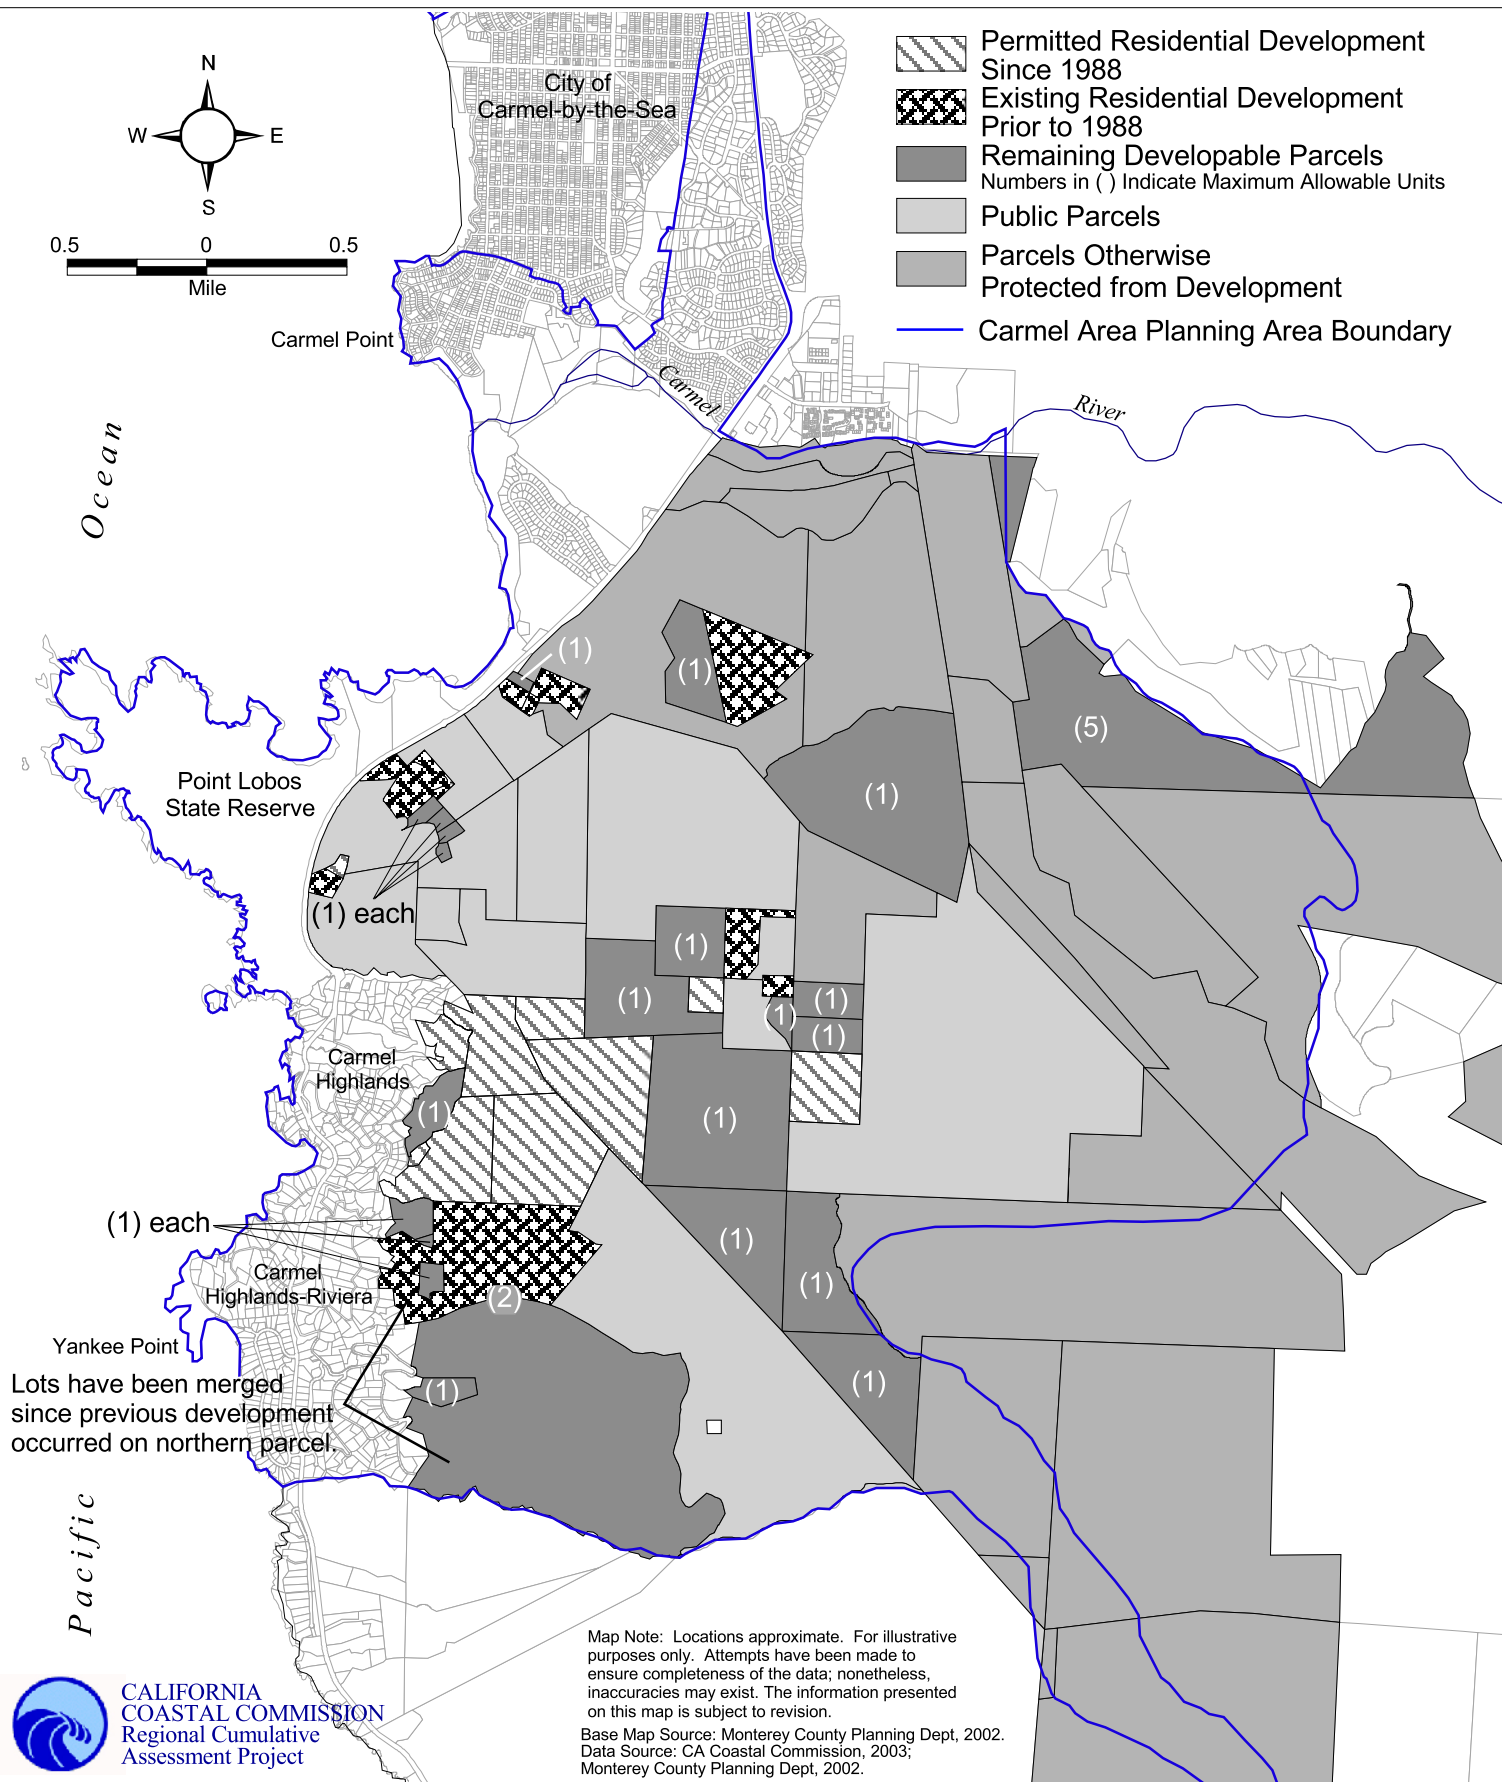 Permitted Residential Development
Since 1988
Existing Residential Development
Prior to 1988
Remaining Developable Parcels
Numbers in ( ) Indicate Maximum Allowable Units
Public Parcels
Parcels Otherwise
Protected from Development
Carmel Area Planning Area Boundary
N
W
E
S
0.5
0
0.5
Mile
City of
Carmel-by-the-Sea
Carmel Point
Carmel
River
Ocean
(1)
(1)
(5)
Point Lobos
State Reserve
(1)
(1) each
(1)
(1)
(1)
(1)
(1)
Carmel
Highlands
(1)
(1)
(1) each
(1)
Carmel
Highlands-Riviera
(1)
(2)
Yankee Point
(1)
(1)
Lots have been merged
since previous development
occurred on northern parcel.
Pacific
Map Note: Locations approximate. For illustrative
purposes only. Attempts have been made to
ensure completeness of the data; nonetheless,
inaccuracies may exist. The information presented
on this map is subject to revision.
Base Map Source: Monterey County Planning Dept, 2002.
Data Source: CA Coastal Commission, 2003;
Monterey County Planning Dept, 2002.
CALIFORNIA
COASTAL COMMISSION
Regional Cumulative
Assessment Project